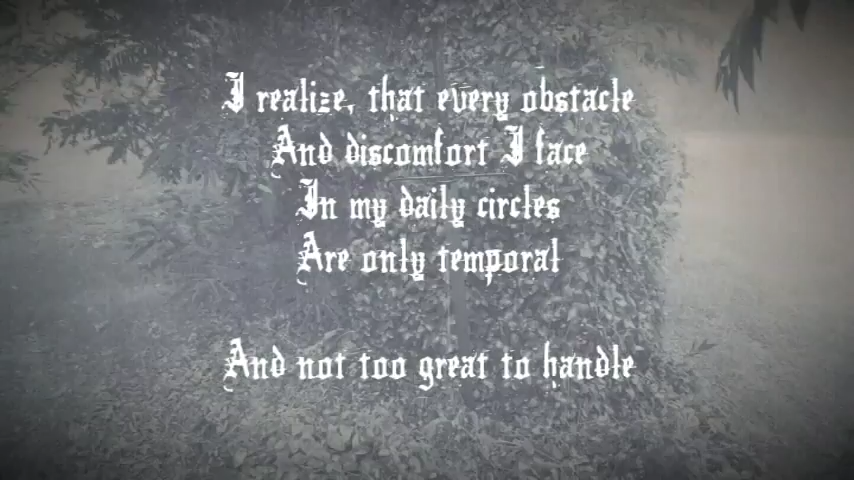 I realize, that every obstacle
And discomfort I face
In my daily circles
Are only temporal
And not too great to handle